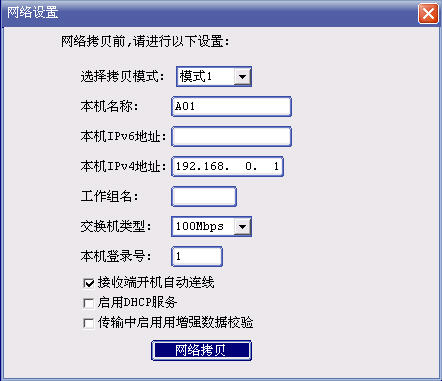 网络设置
网络拷贝前,请进行以下设置:
选择拷贝模式: 模式1
本机名称: A01
本机IPv6地址:
本机IPv4地址: 192.168. 0. 1
工作组名:
交换机类型: 100Mbps
本机登录号: 1
接收端开机自动连线
启用DHCP服务
传输中启用用增强数据校验
网络拷贝